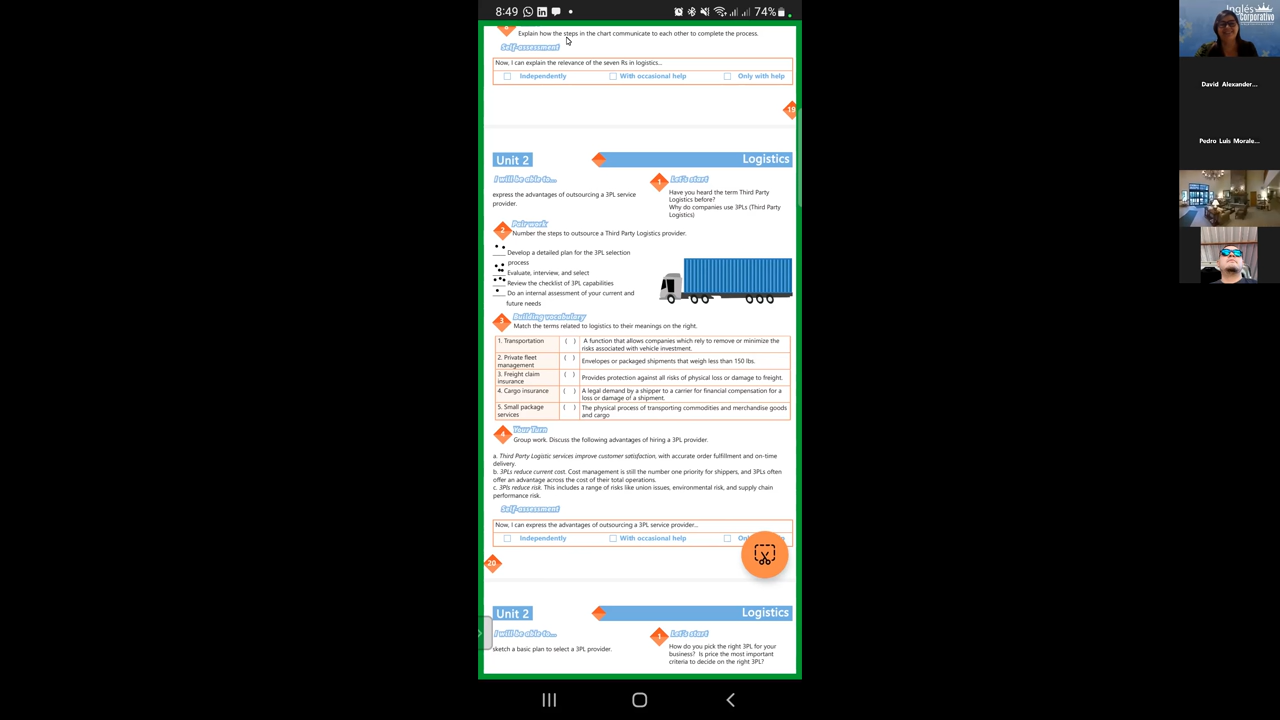 8:49
74%
Explain how the steps in the chart communicate to each other to complete the process.
Self-assessment
Now, I can explain the relevance of the seven Rs in logistics...
Independently With occasional help Only with help
19
Unit 2 Logistics
I will be able to...
express the advantages of outsourcing a 3PL service
provider.
1 Let's start
Have you heard the term Third Party
Logistics before?
Why do companies use 3PLs (Third Party
Logistics)
2 Pair work
Number the steps to outsource a Third Party Logistics provider.
Develop a detailed plan for the 3PL selection
process
Evaluate, interview, and select
Review the checklist of 3PL capabilities
Do an internal assessment of your current and
future needs
3 Building vocabulary
Match the terms related to logistics to their meanings on the right.
1. Transportation ( ) A function that allows companies which rely to remove or minimize the
risks associated with vehicle investment.
2. Private fleet
management ( ) Envelopes or packaged shipments that weigh less than 150 lbs.
3. Freight claim
insurance ( ) Provides protection against all risks of physical loss or damage to freight.
4. Cargo insurance ( ) A legal demand by a shipper to a carrier for financial compensation for a
loss or damage of a shipment.
5. Small package
services ( ) The physical process of transporting commodities and merchandise goods
and cargo
4 Your Turn
Group work. Discuss the following advantages of hiring a 3PL provider.
a. Third Party Logistic services improve customer satisfaction, with accurate order fulfillment and on-time
delivery.
b. 3PLs reduce current cost. Cost management is still the number one priority for shippers, and 3PLs often
offer an advantage across the cost of their total operations.
c. 3PLs reduce risk. This includes a range of risks like union issues, environmental risk, and supply chain
performance risk.
Self-assessment
Now, I can express the advantages of outsourcing a 3PL service provider...
Independently With occasional help
20
Unit 2 Logistics
I will be able to...
sketch a basic plan to select a 3PL provider.
1 Let's start
How do you pick the right 3PL for your
business? Is price the most important
criteria to decide on the right 3PL?
Inglés
Corporativo
David Alexander...
Pedro Luis Morale...